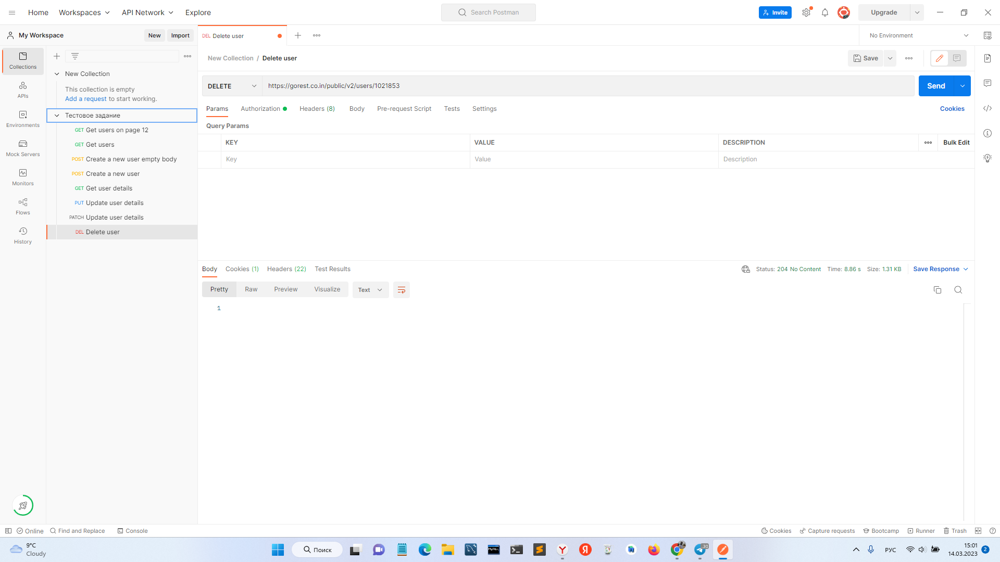 Home Workspaces API Network Explore Search Postman Invite Upgrade
My Workspace New Import DEL Delete user No Environment
New Collection / Delete user Save
Collections
APIs
Environments
Mock Servers
Monitors
Flows
History
New Collection
This collection is empty
Add a request to start working.
Тестовое задание
GET Get users on page 12
GET Get users
POST Create a new user empty body
POST Create a new user
GET Get user details
PUT Update user details
PATCH Update user details
DEL Delete user
DELETE https://gorest.co.in/public/v2/users/1021853 Send
Params Authorization Headers (8) Body Pre-request Script Tests Settings Cookies
Query Params
KEY VALUE DESCRIPTION Bulk Edit
Key Value Description
Body Cookies (1) Headers (22) Test Results Status: 204 No Content Time: 8.86 s Size: 1.31 KB Save Response
Pretty Raw Preview Visualize Text
1
Online Find and Replace Console Cookies Capture requests Bootcamp Runner Trash
9°C
Cloudy
Поиск
MySQL
Y
Я
30
РУС
15:01
14.03.2023
2